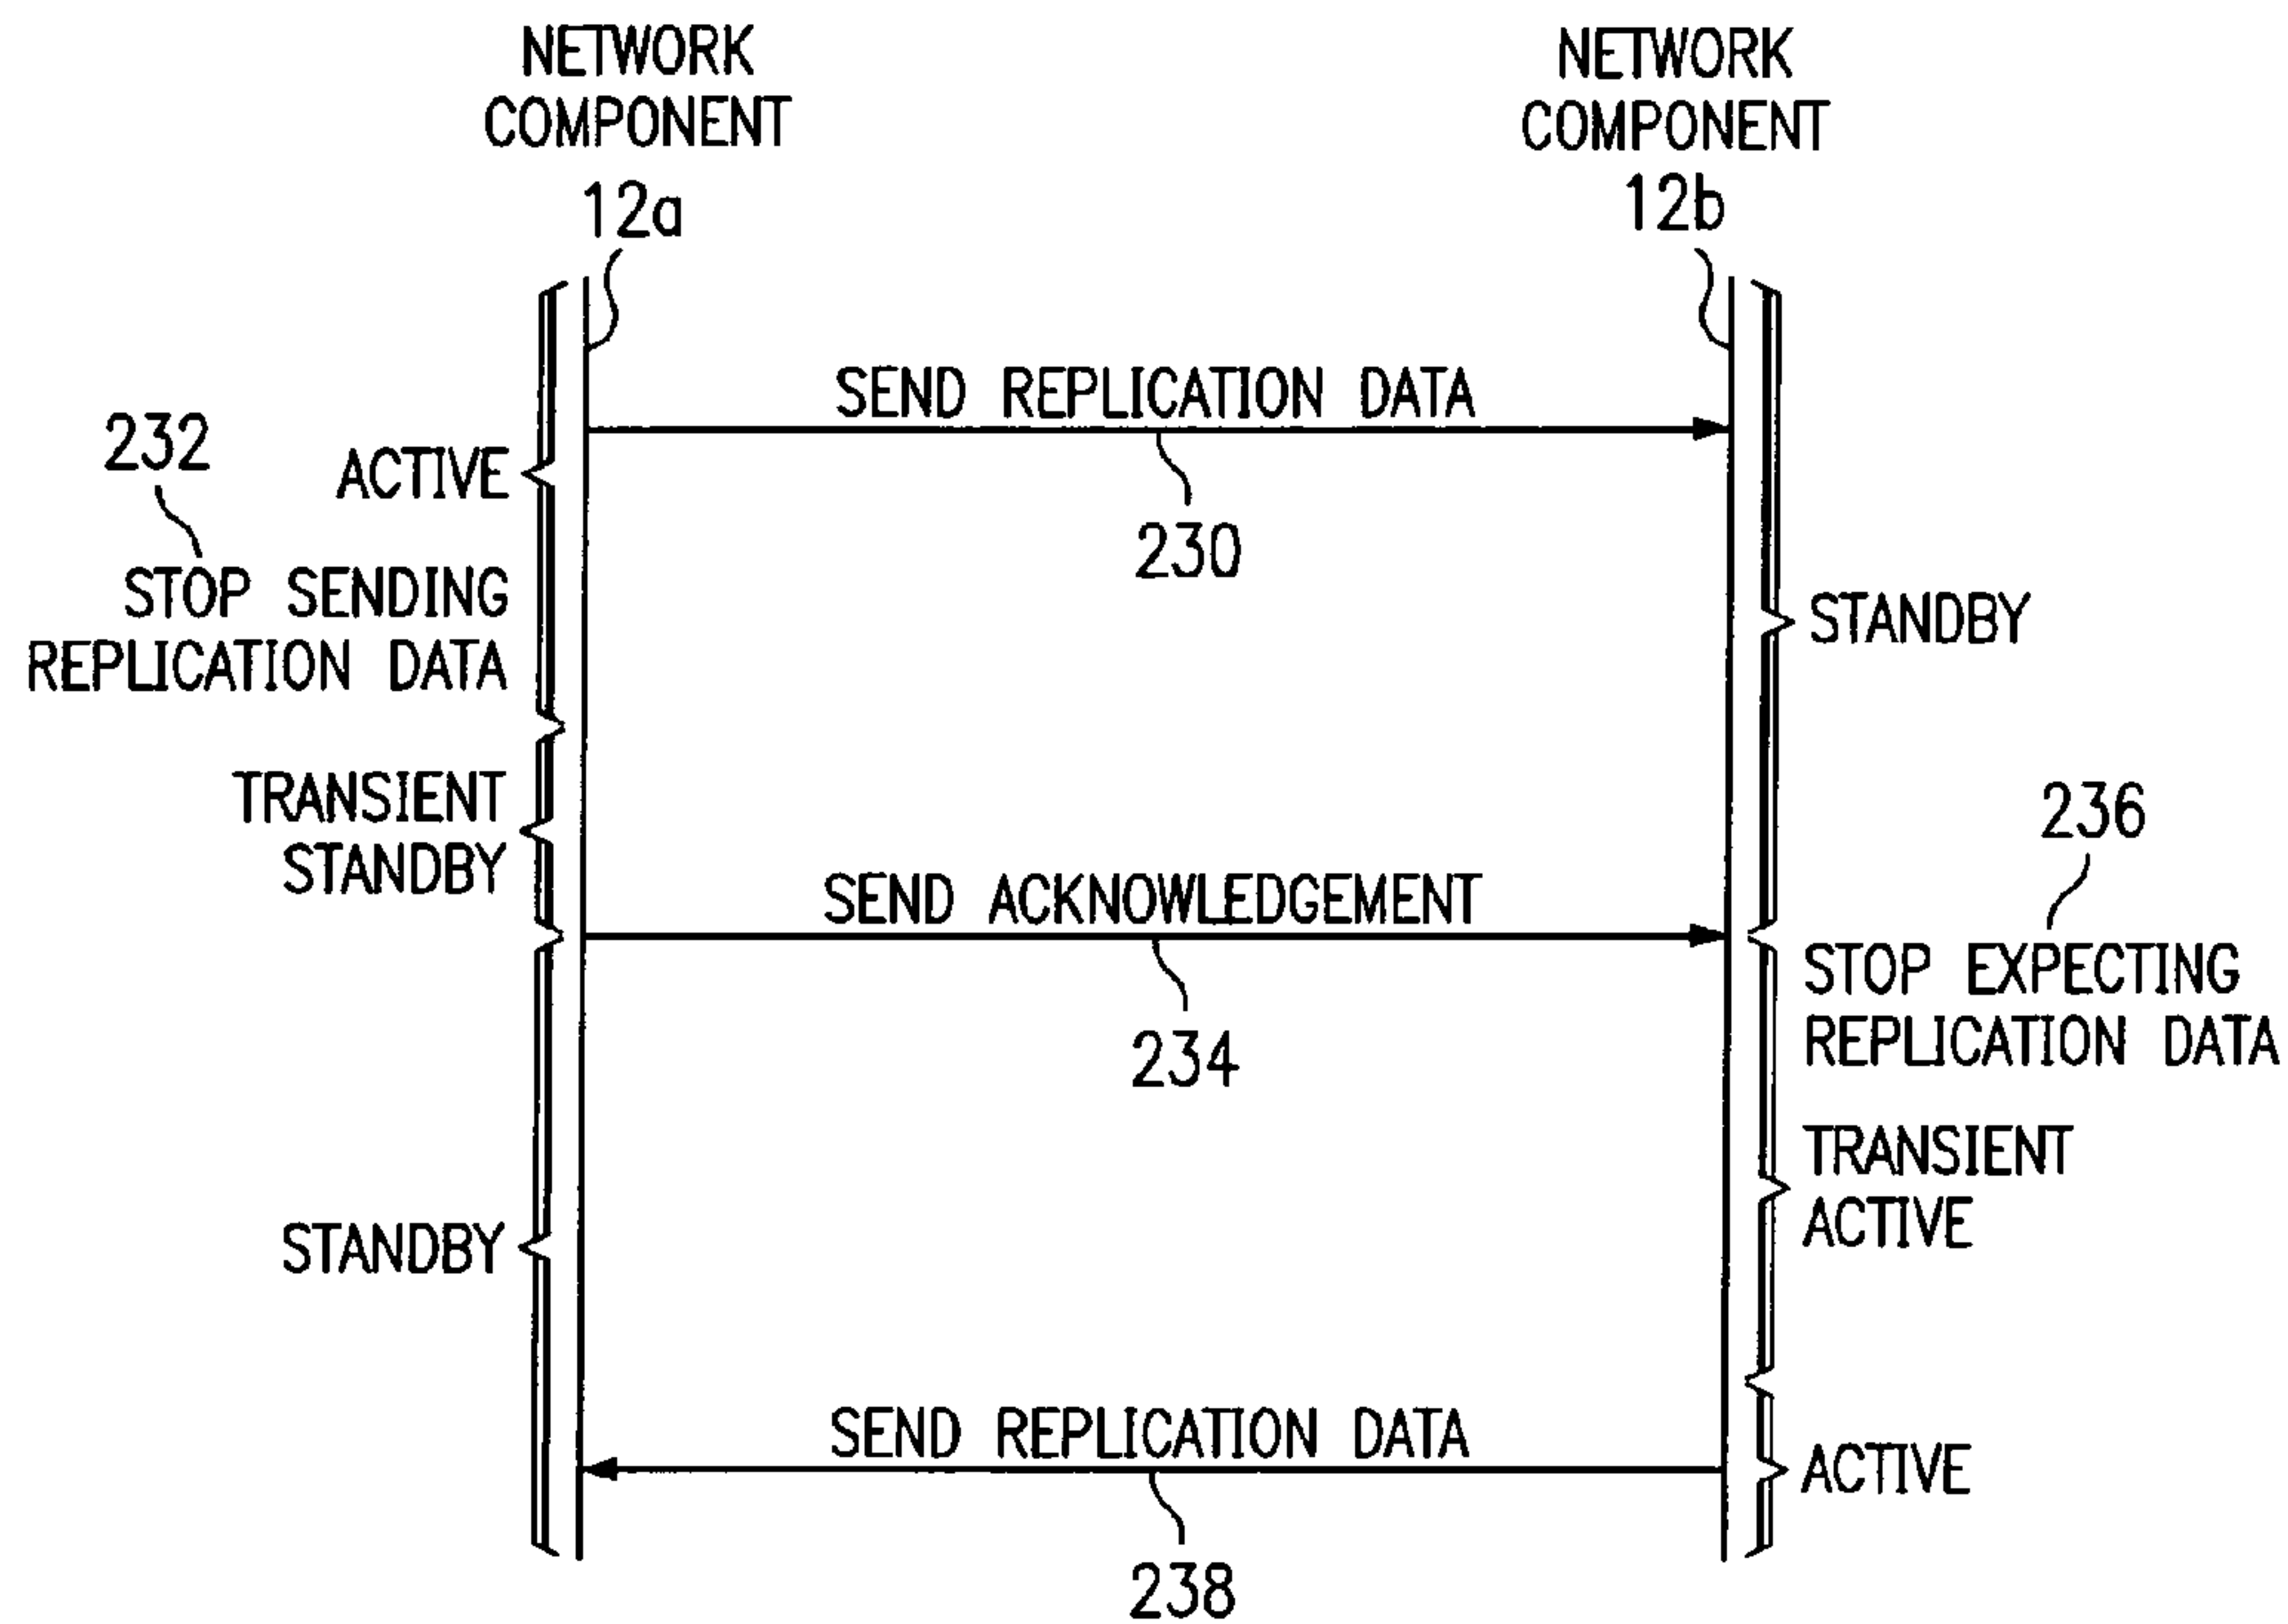 NETWORK
COMPONENT
12a
NETWORK
COMPONENT
12b
SEND REPLICATION DATA
230
232
ACTIVE
STOP SENDING
REPLICATION DATA
STANDBY
TRANSIENT
STANDBY
236
SEND ACKNOWLEDGEMENT
234
STOP EXPECTING
REPLICATION DATA
TRANSIENT
ACTIVE
STANDBY
SEND REPLICATION DATA
238
ACTIVE